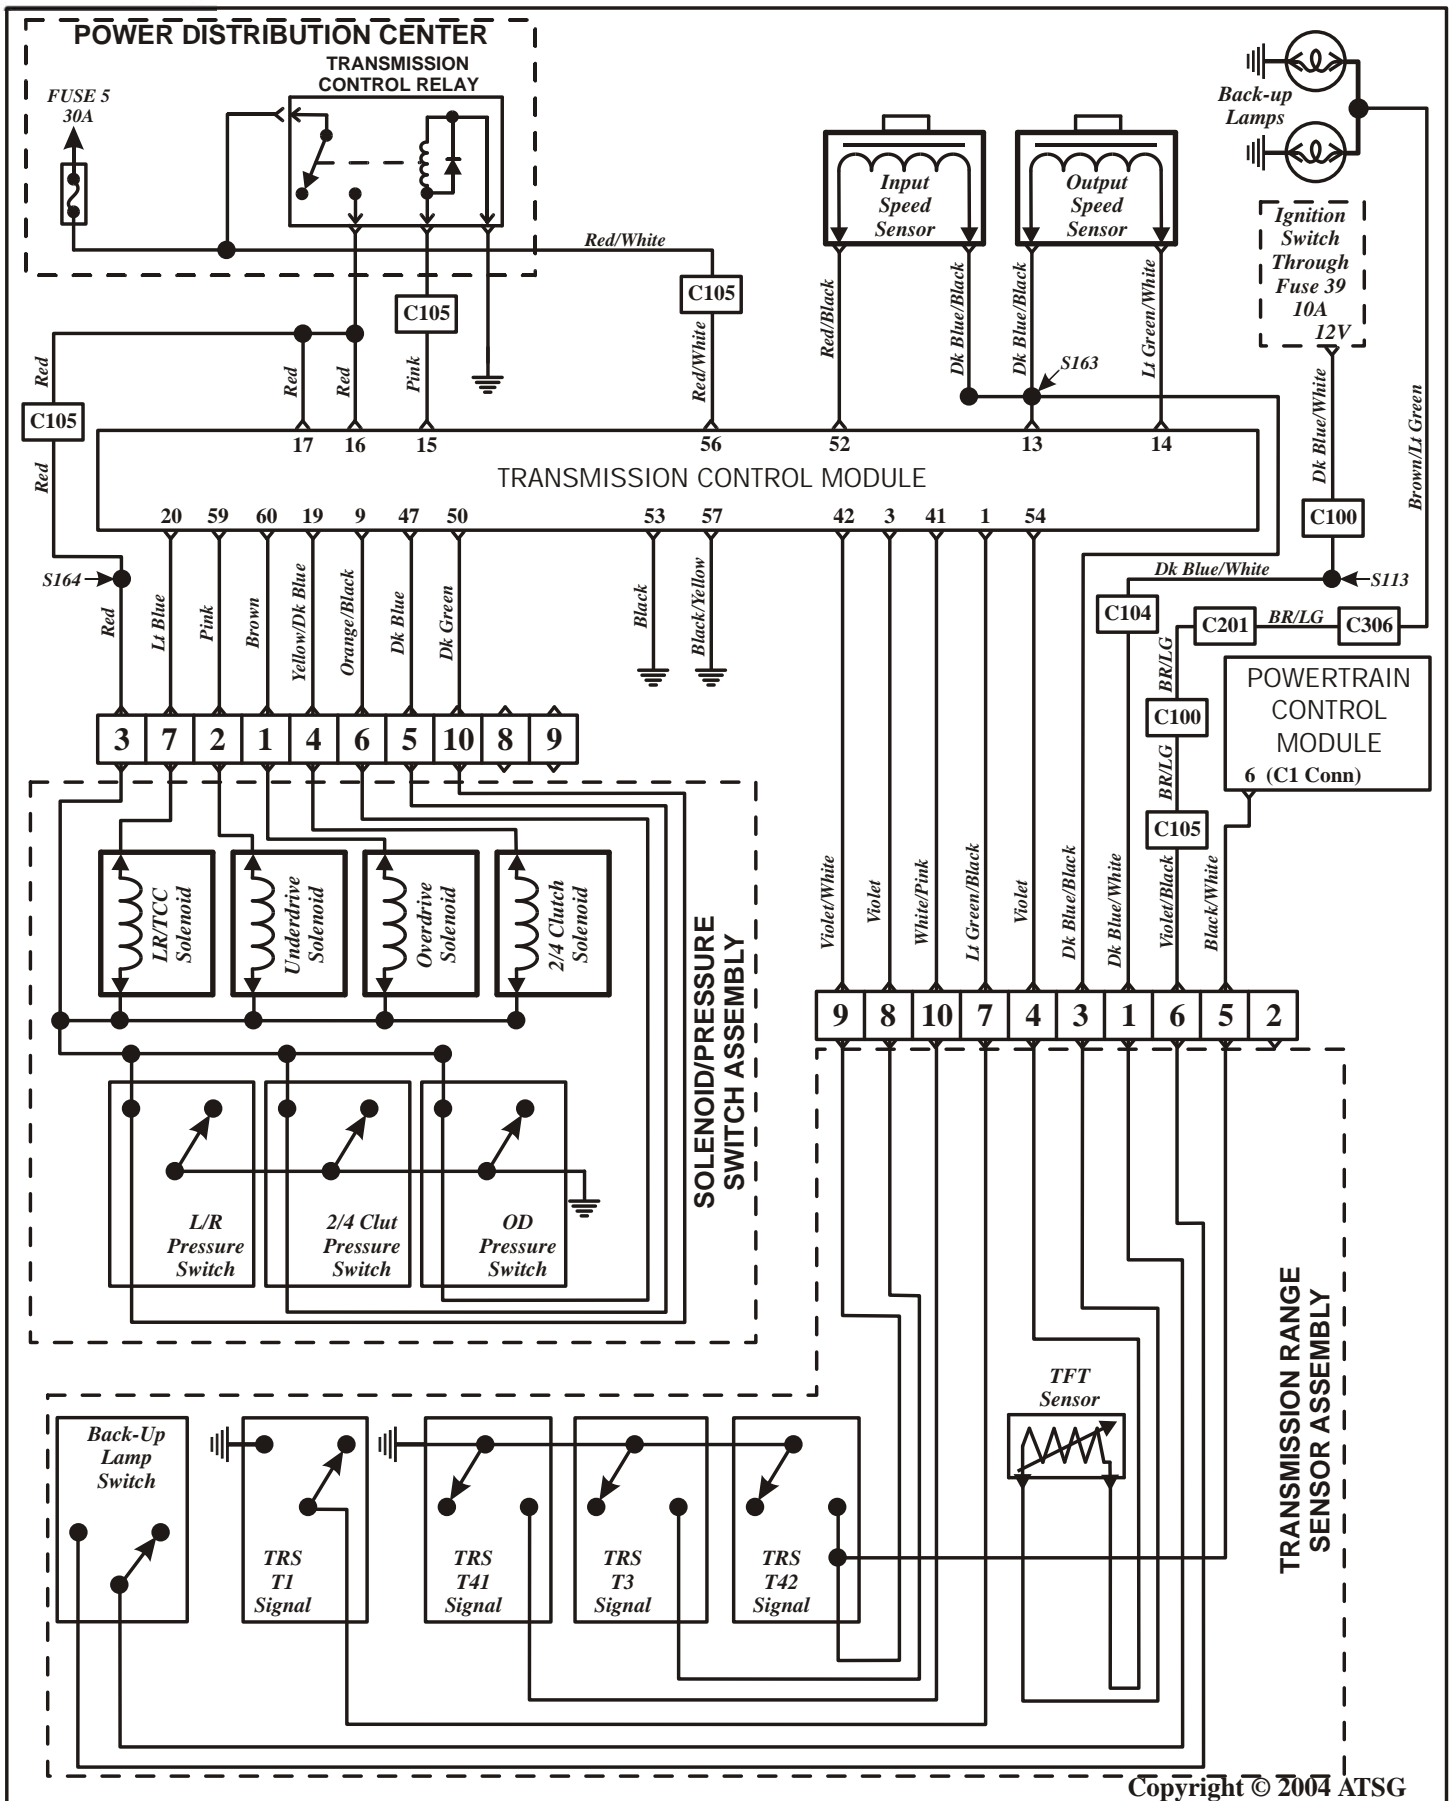 POWER DISTRIBUTION CENTER
TRANSMISSION
CONTROL RELAY
FUSE 5
30A
Red/White
C105
C105
Red
Red
Red
Pink
Red/White
C105
Red
Input
Speed
Sensor
Output
Speed
Sensor
Red/Black
Dk Blue/Black
Dk Blue/Black
Lt Green/White
S163
Back-up
Lamps
Ignition
Switch
Through
Fuse 39
10A
12V
Dk Blue/White
Brown/Lt Green
17 16 15 56 52 13 14
TRANSMISSION CONTROL MODULE
20 59 60 19 9 47 50 53 57 42 3 41 1 54
C100
S164
S113
Dk Blue/White
C104
C201
BR/LG
C306
Red
Lt Blue
Pink
Brown
Yellow/Dk Blue
Orange/Black
Dk Blue
Dk Green
Black
Black/Yellow
BR/LG
C100
BR/LG
C105
POWERTRAIN
CONTROL
MODULE
6 (C1 Conn)
3 7 2 1 4 6 5 10 8 9
LR/TCC
Solenoid
Underdrive
Solenoid
Overdrive
Solenoid
2/4 Clutch
Solenoid
SOLENOID/PRESSURE
SWITCH ASSEMBLY
Violet/White
Violet
White/Pink
Lt Green/Black
Violet
Dk Blue/Black
Dk Blue/White
Violet/Black
Black/White
9 8 10 7 4 3 1 6 5 2
L/R
Pressure
Switch
2/4 Clut
Pressure
Switch
OD
Pressure
Switch
TRANSMISSION RANGE
SENSOR ASSEMBLY
TFT
Sensor
Back-Up
Lamp
Switch
TRS
T1
Signal
TRS
T41
Signal
TRS
T3
Signal
TRS
T42
Signal
Copyright © 2004 ATSG